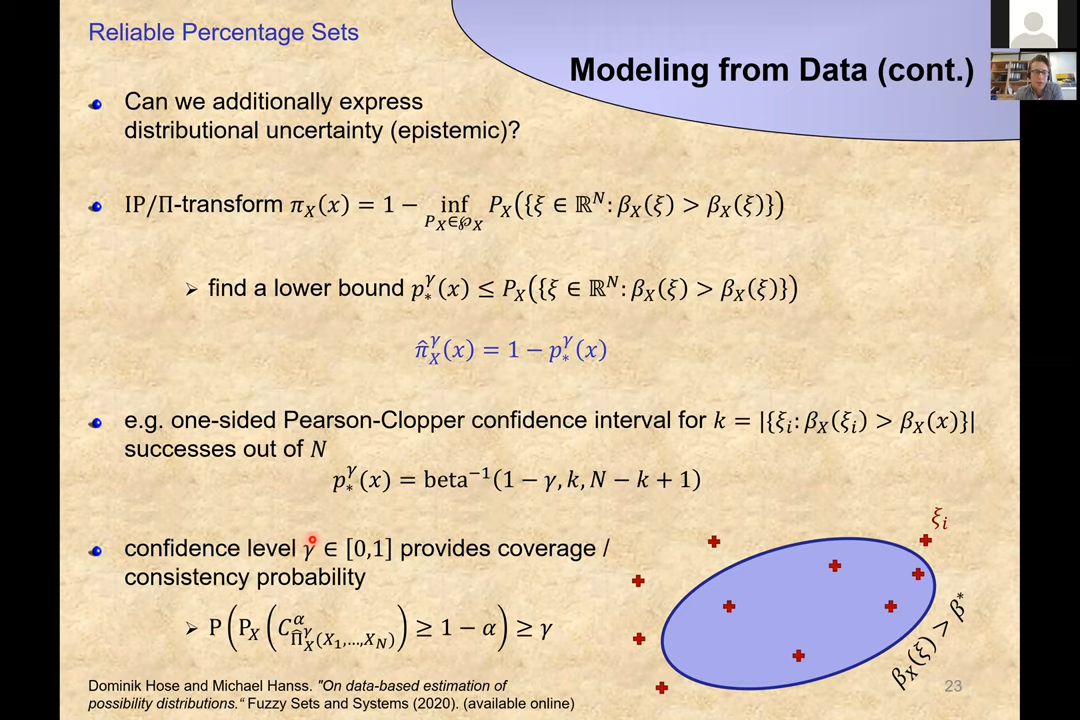 Reliable Percentage Sets
Modeling from Data (cont.)
Can we additionally express
distributional uncertainty (epistemic)?
IP/Π-transform π_X(x) = 1 − inf_{P_X∈℘_X} P_X({ξ ∈ ℝ^N: β_X(ξ) > β_X(ξ)})
find a lower bound p_*^γ(x) ≤ P_X({ξ ∈ ℝ^N: β_X(ξ) > β_X(ξ)})
π̂_X^γ(x) = 1 − p_*^γ(x)
e.g. one-sided Pearson-Clopper confidence interval for k = |{ξ_i: β_X(ξ_i) > β_X(x)}|
successes out of N
p_*^γ(x) = beta^{−1}(1 − γ, k, N − k + 1)
confidence level γ ∈ [0,1] provides coverage /
consistency probability
P(P_X(C^α_{Π̂_X^γ(X_1,…,X_N)}) ≥ 1 − α) ≥ γ
ξ_i
β_X(ξ) > β^*
Dominik Hose and Michael Hanss. "On data-based estimation of
possibility distributions.“ Fuzzy Sets and Systems (2020). (available online)
23